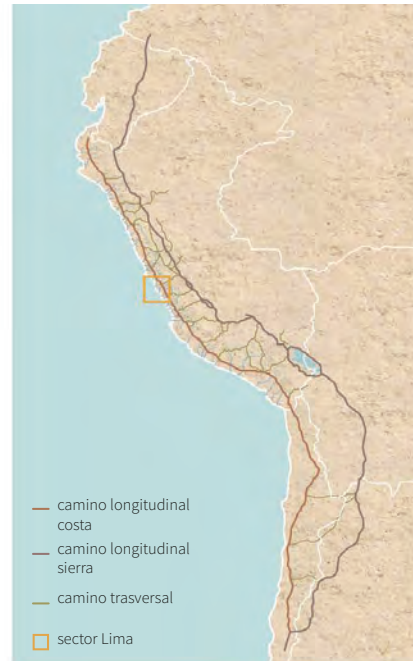 camino longitudinal
costa
camino longitudinal
sierra
camino trasversal
sector Lima